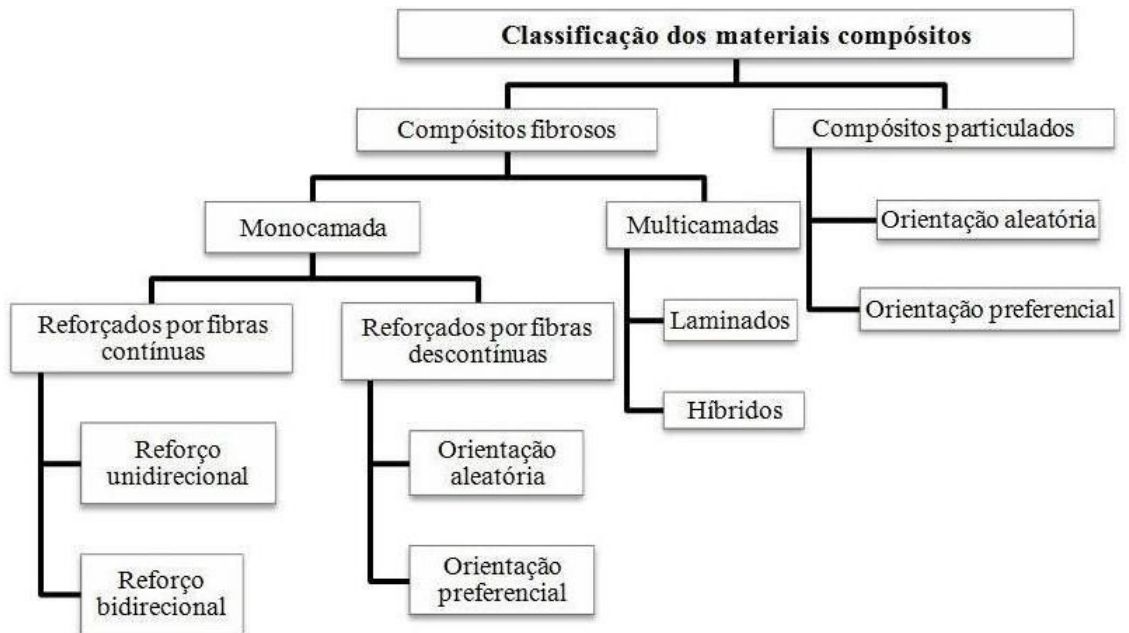 Classificação dos materiais compósitos
Compósitos fibrosos
Compósitos particulados
Monocamada
Multicamadas
Orientação aleatória
Orientação preferencial
Reforçados por fibras
contínuas
Reforçados por fibras
descontínuas
Laminados
Híbridos
Reforço
unidirecional
Orientação
aleatória
Reforço
bidirecional
Orientação
preferencial